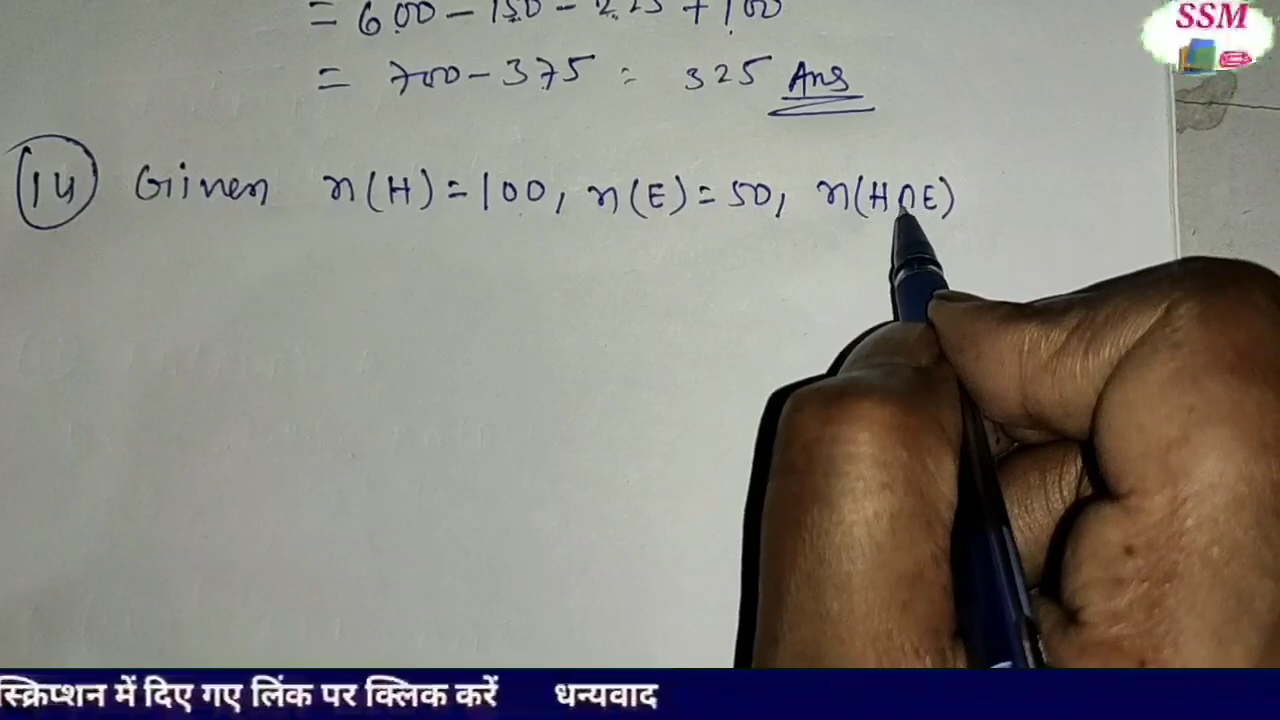 SSM
= 600 - 150 - 225 + 100
= 700 - 375 = 325 Ans
14 Given n(H) = 100, n(E) = 50, n(H∩E)
स्क्रिप्शन में दिए गए लिंक पर क्लिक करें धन्यवाद